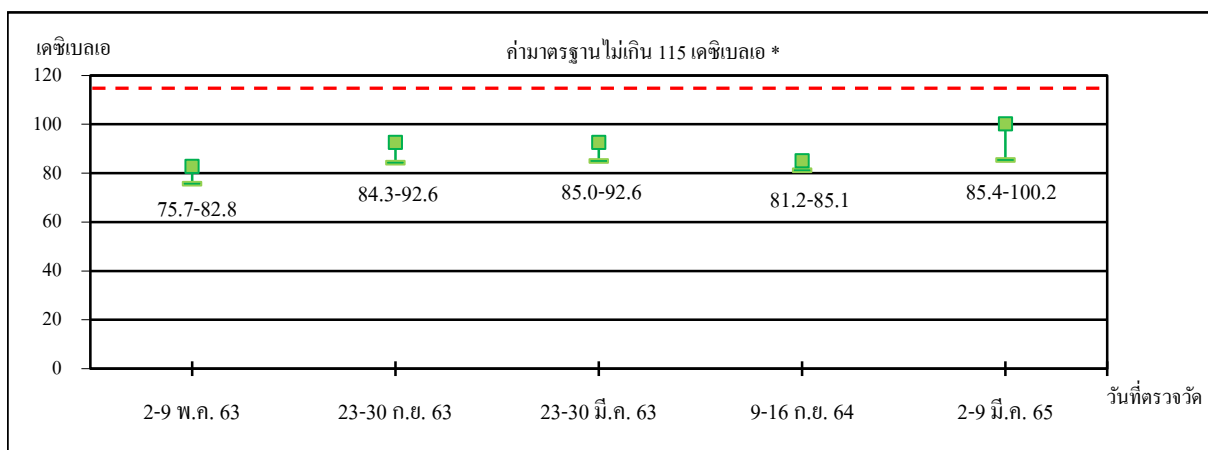 เดซิเบลเอ
ค่ามาตรฐานไม่เกิน 115 เดซิเบลเอ *
120
100
80
60
40
20
0
75.7-82.8
84.3-92.6
85.0-92.6
81.2-85.1
85.4-100.2
2-9 พ.ค. 63
23-30 ก.ย. 63
23-30 มี.ค. 63
9-16 ก.ย. 64
2-9 มี.ค. 65
วันที่ตรวจวัด